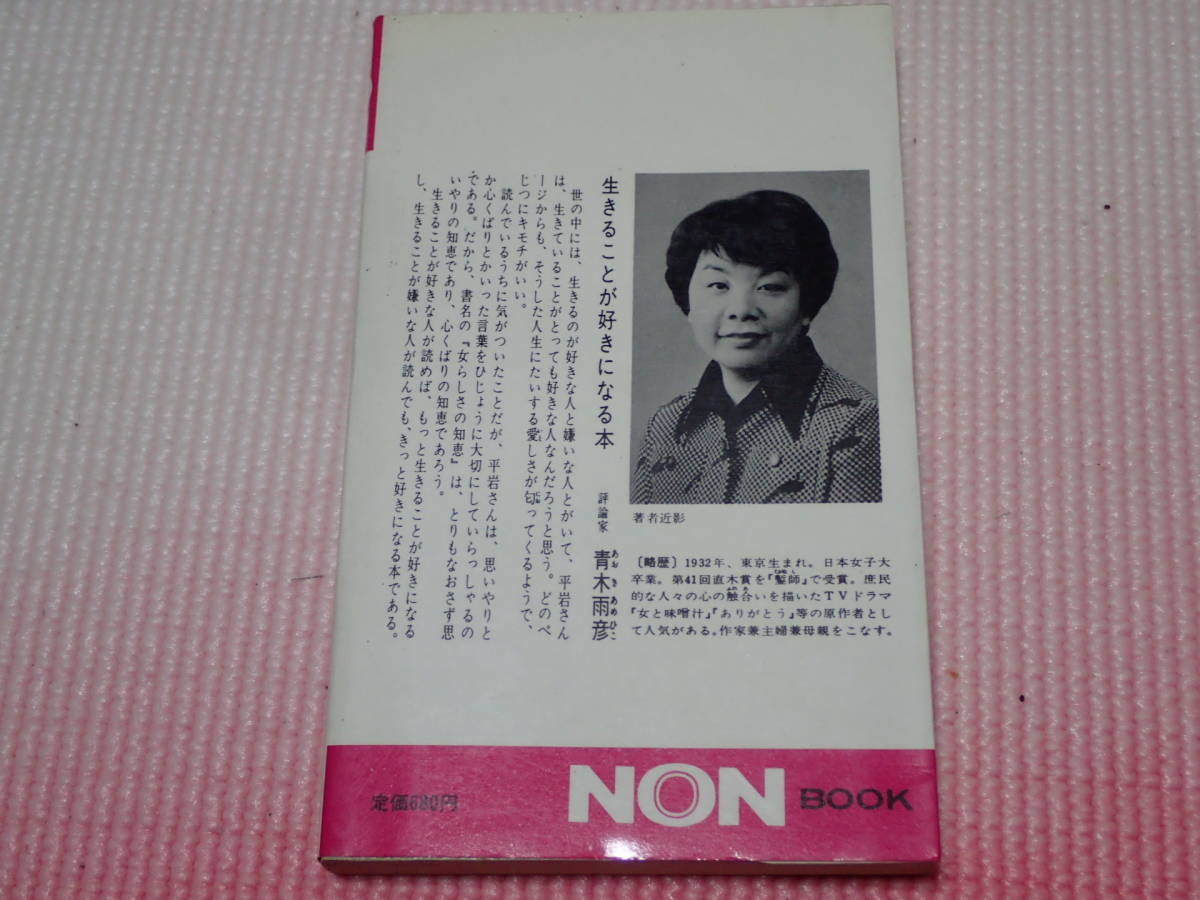 生きることが好きになる本
評論家 青木雨彦
あおきあめひこ
世の中には、生きるのが好きな人と嫌いな人とがいて、平岩さん
は、生きていることがとっても好きな人なんだろうと思う。どのペ
ージからも、そうした人生にたいする愛しさが匂ってくるようで、
じつにキモチがいい。
読んでいるうちに気がついたことだが、平岩さんは、思いやりと
か心くばりとかいった言葉をひじょうに大切にしていらっしゃるの
である。だから、書名の『女らしさの知恵』は、とりもなおさず思
いやりの知恵であり、心くばりの知恵であろう。
生きることが好きな人が読めば、もっと生きることが好きになる
し、生きることが嫌いな人が読んでも、きっと好きになる本である。
著者近影
〔略歴〕1932年、東京生まれ。日本女子大
卒業。第41回直木賞を「鏨師」で受賞。庶民
的な人々の心の触合いを描いたTVドラマ
『女と味噌汁』『ありがとう』等の原作者とし
て人気がある。作家兼主婦兼母親をこなす。
定価680円
NON BOOK